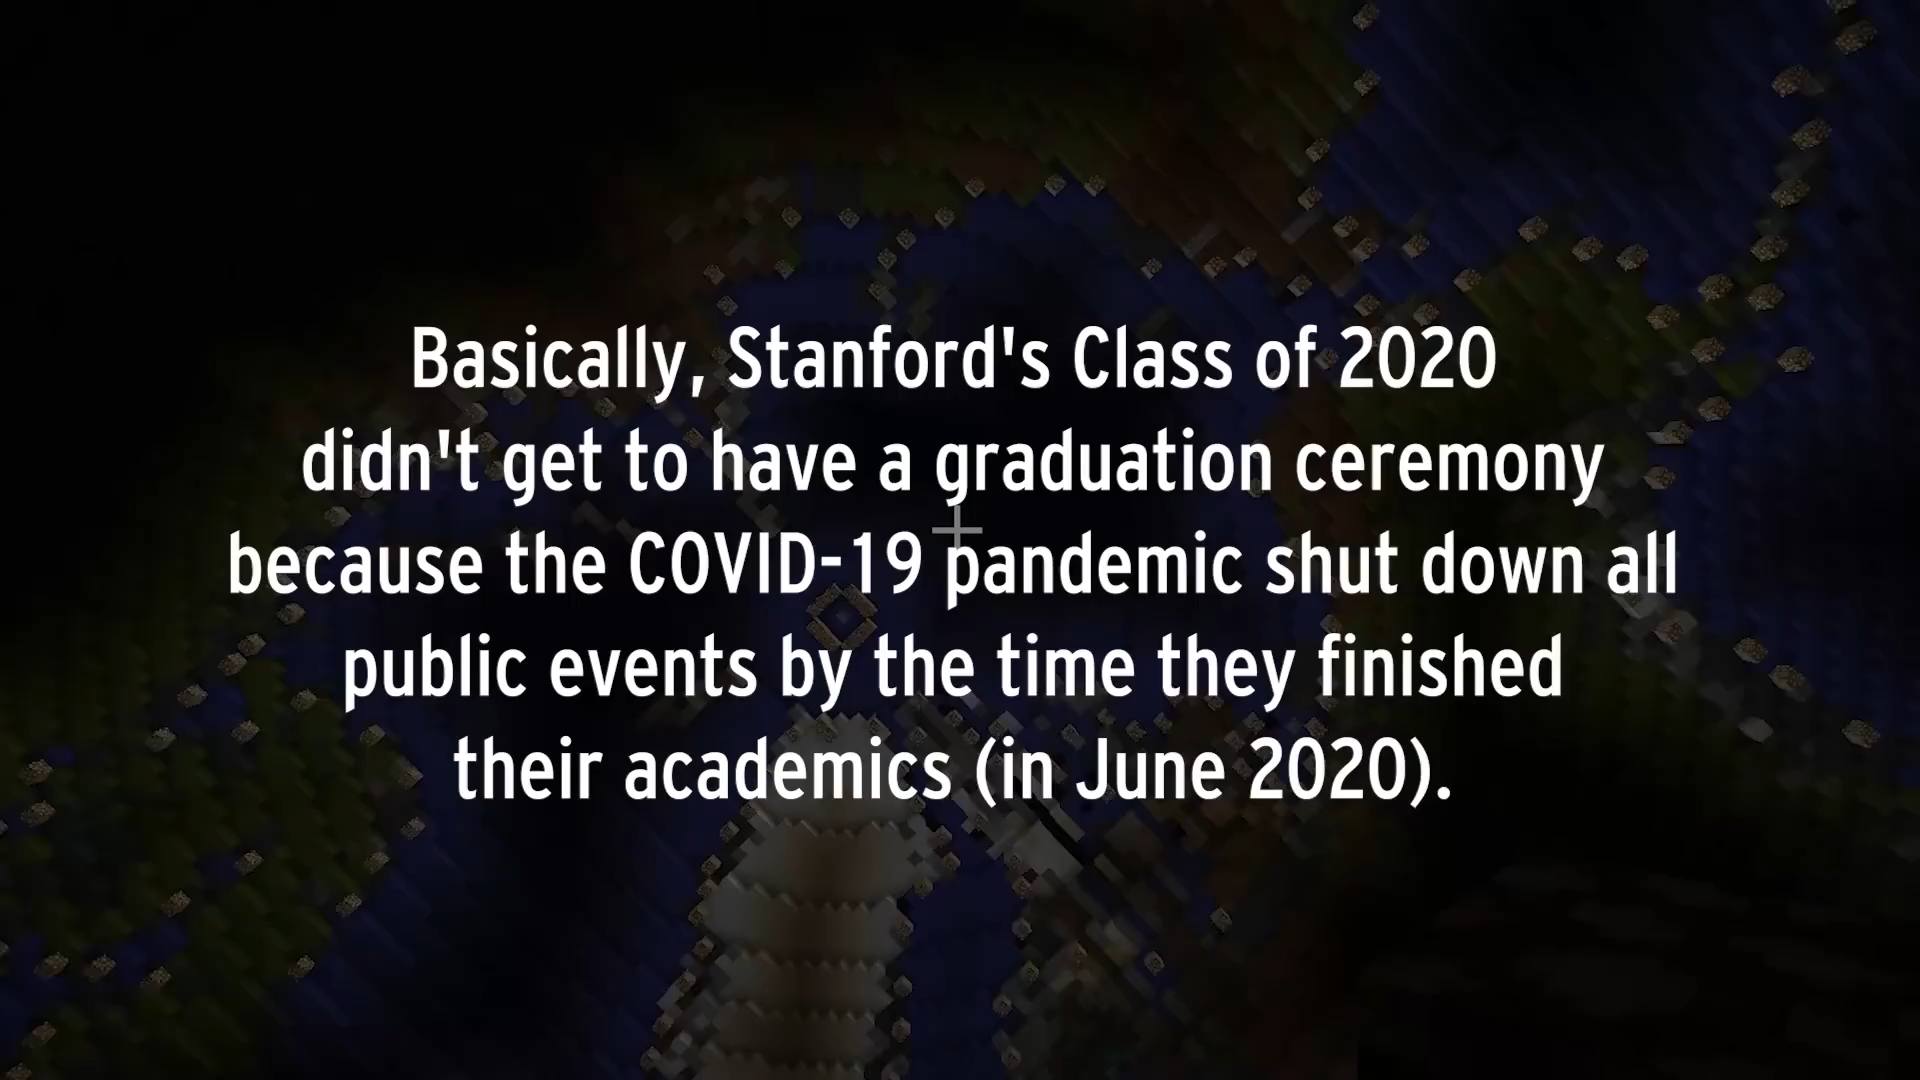 Basically, Stanford's Class of 2020
didn't get to have a graduation ceremony
because the COVID-19 pandemic shut down all
public events by the time they finished
their academics (in June 2020).